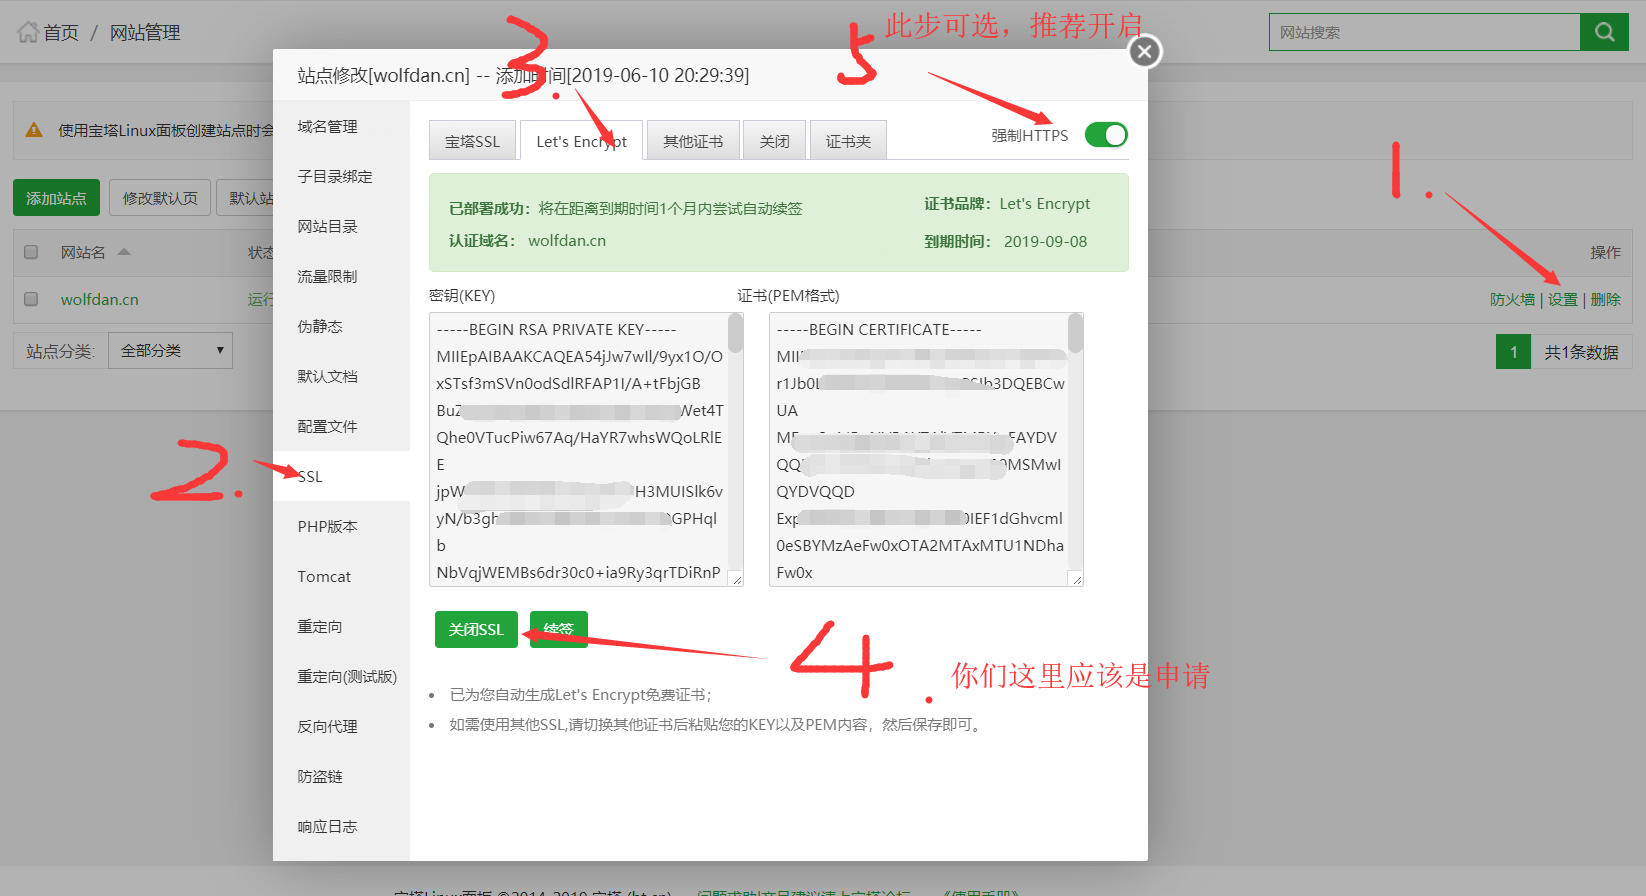 首页 / 网站管理
网站搜索
3.
5
此步可选，推荐开启
站点修改[wolfdan.cn] -- 添加时间[2019-06-10 20:29:39]
使用宝塔Linux面板创建站点时会
添加站点
修改默认页
默认站
网站名
状态
操作
wolfdan.cn
运行
防火墙 | 设置 | 删除
站点分类:
全部分类
1
共1条数据
1.
2.
域名管理
子目录绑定
网站目录
流量限制
伪静态
默认文档
配置文件
SSL
PHP版本
Tomcat
重定向
重定向(测试版)
反向代理
防盗链
响应日志
宝塔SSL
Let's Encrypt
其他证书
关闭
证书夹
强制HTTPS
已部署成功：将在距离到期时间1个月内尝试自动续签
证书品牌：Let's Encrypt
认证域名： wolfdan.cn
到期时间： 2019-09-08
密钥(KEY)
证书(PEM格式)
-----BEGIN RSA PRIVATE KEY-----
MIIEpAIBAAKCAQEA54jJw7wIl/9yx1O/O
xSTsf3mSVn0odSdlRFAP1I/A+tFbjGB
Wet4T
Qhe0VTucPiw67Aq/HaYR7whsWQoLRlE
E
jpW
H3MUISlk6v
yN/b3gh
GPHql
b
NbVqjWEMBs6dr30c0+ia9Ry3qrTDiRnP
-----BEGIN CERTIFICATE-----
MII
r1Jb0
3DQEBCw
UA
FAYDV
QQ
0MSMwI
QYDVQQD
Exp
0IEF1dGhvcml
0eSBYMzAeFw0xOTA2MTAxMTU1NDha
Fw0x
关闭SSL
续签
4.
你们这里应该是申请
已为您自动生成Let's Encrypt免费证书；
如需使用其他SSL,请切换其他证书后粘贴您的KEY以及PEM内容，然后保存即可。